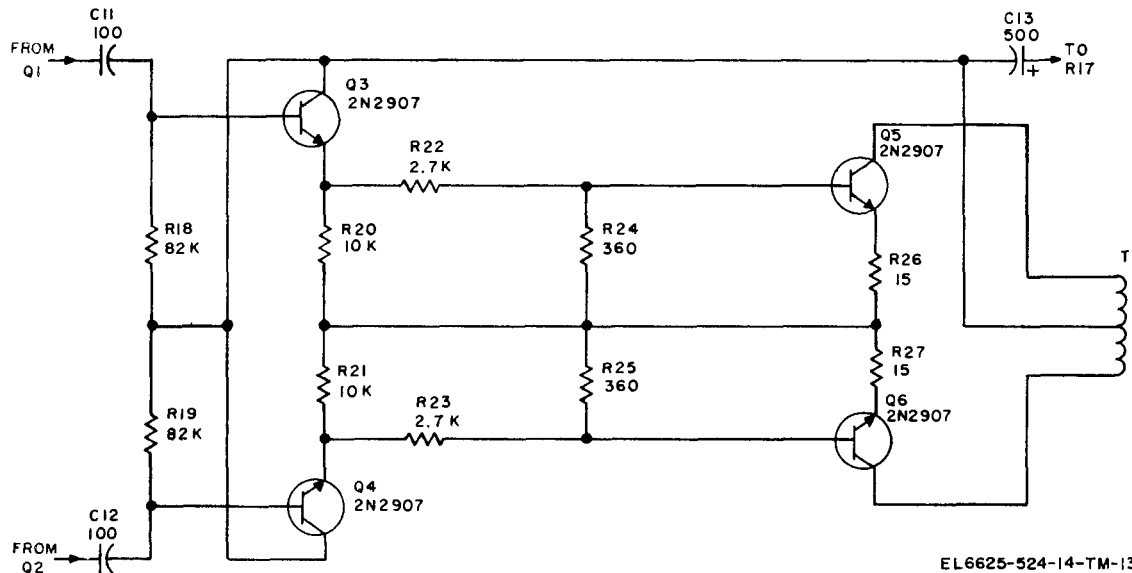 C11
100
FROM
Q1
C13
500
+
TO
R17
Q3
2N2907
R22
2.7K
Q5
2N2907
R18
82K
R20
10K
R24
360
R26
15
T
R21
10K
R25
360
R27
15
R19
82K
R23
2.7K
Q6
2N2907
Q4
2N2907
C12
100
FROM
Q2
EL6625-524-14-TM-13